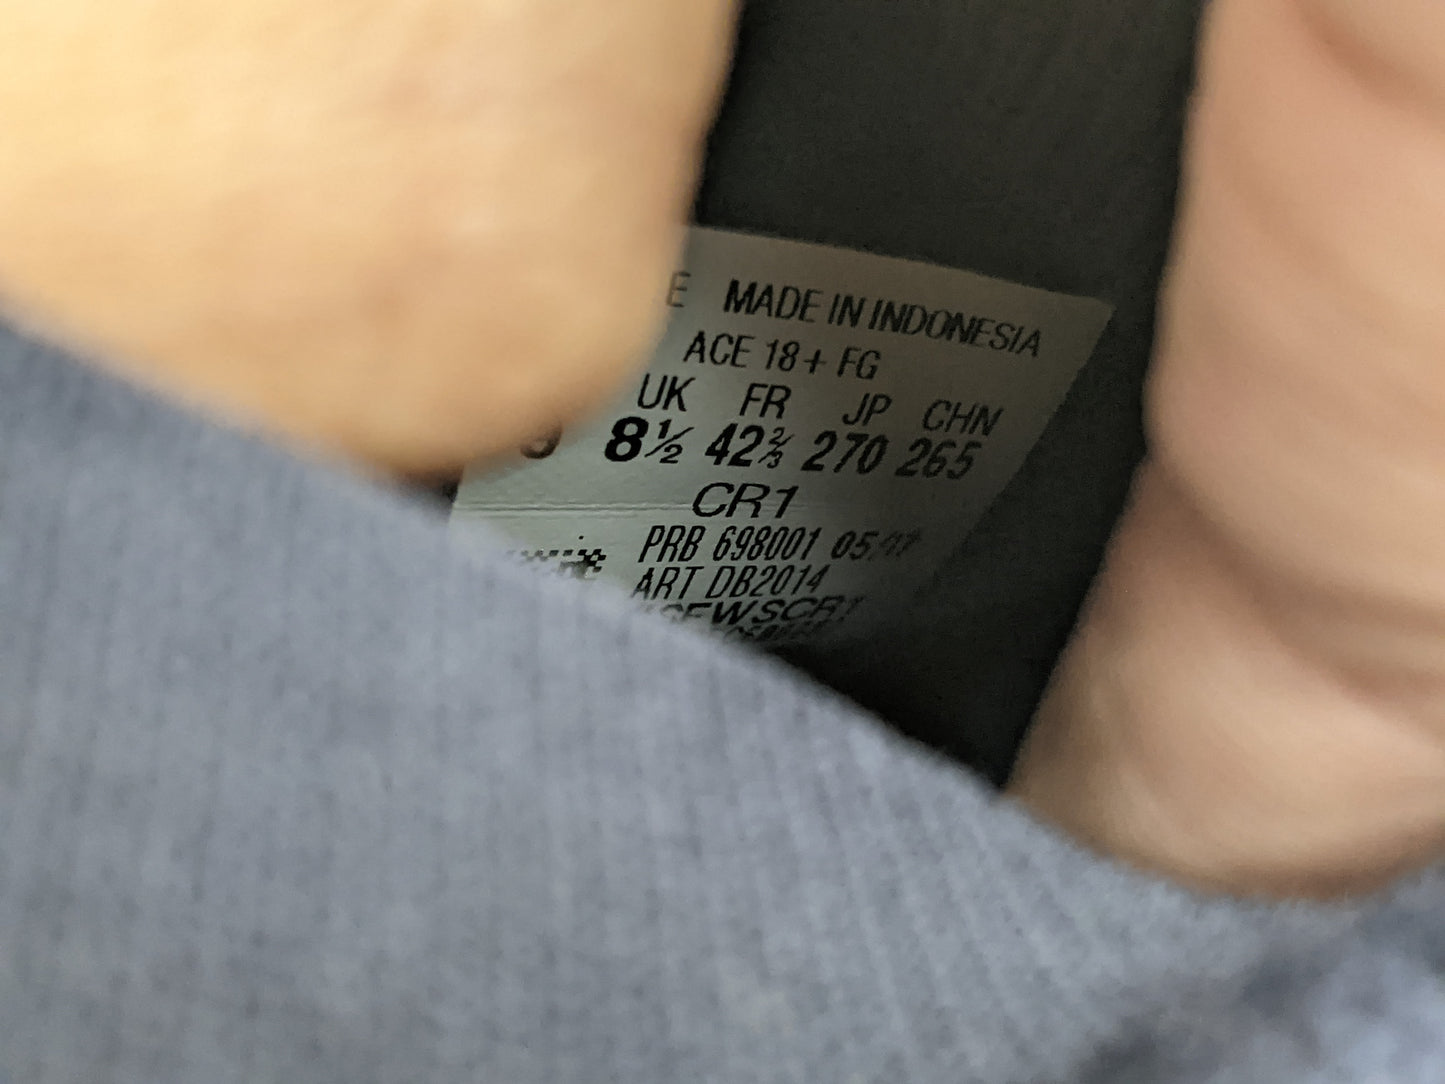 E MADE IN INDONESIA
ACE 18+ FG
UK FR JP CHN
9 8½ 42⅔ 270 265
CR1
PRB 698001 05/17
ART DB2014